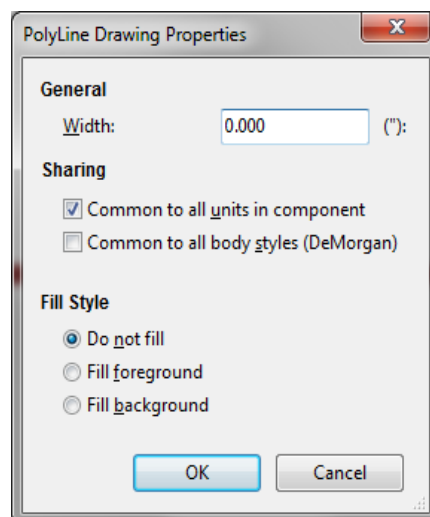 PolyLine Drawing Properties
General
Width: 0.000 ("):
Sharing
Common to all units in component
Common to all body styles (DeMorgan)
Fill Style
Do not fill
Fill foreground
Fill background
OK Cancel